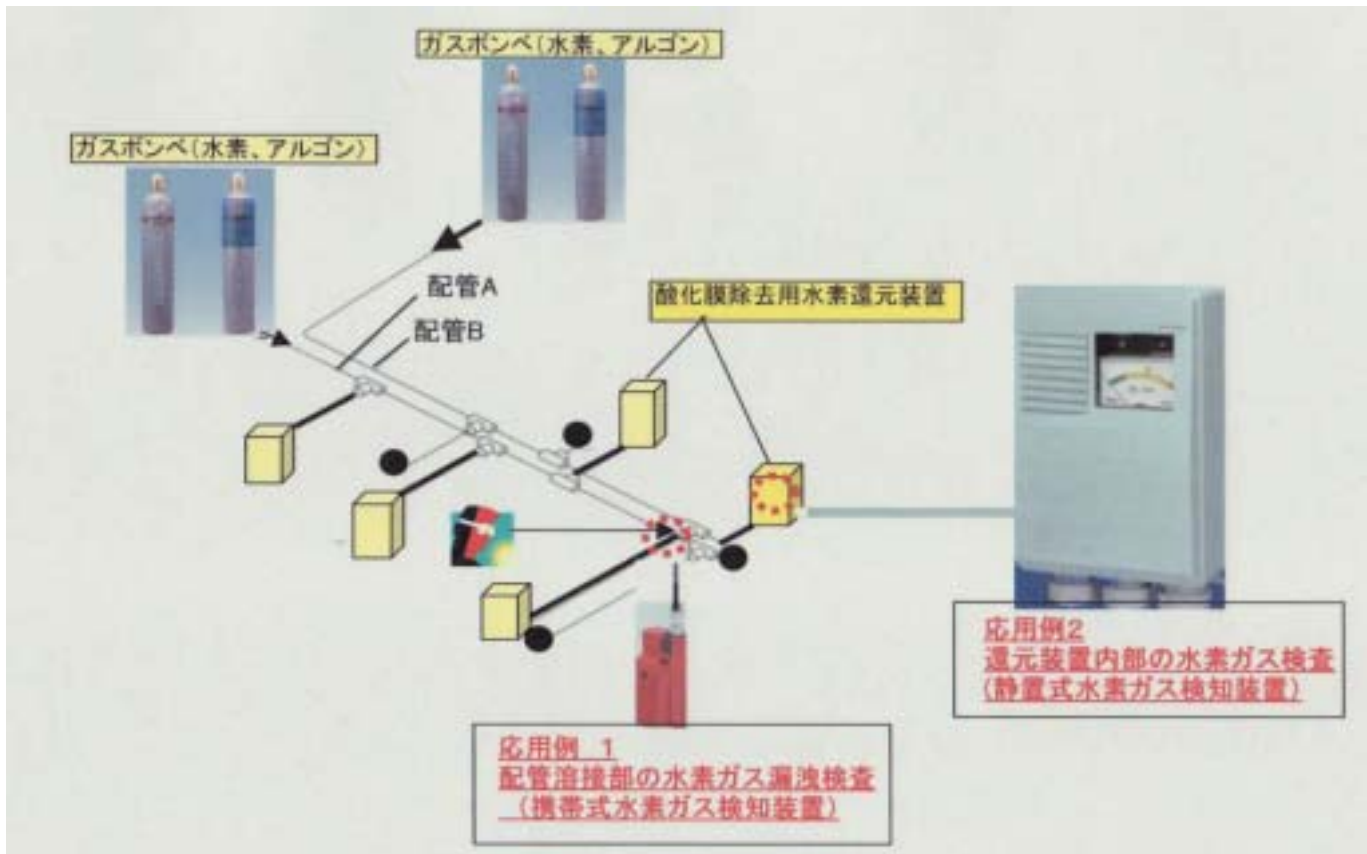 ガスボンベ(水素、アルゴン)
ガスボンベ(水素、アルゴン)
配管A
配管B
酸化膜除去用水素還元装置
応用例2
還元装置内部の水素ガス検査
(静置式水素ガス検知装置)
応用例 1
配管溶接部の水素ガス漏洩検査
(携帯式水素ガス検知装置)